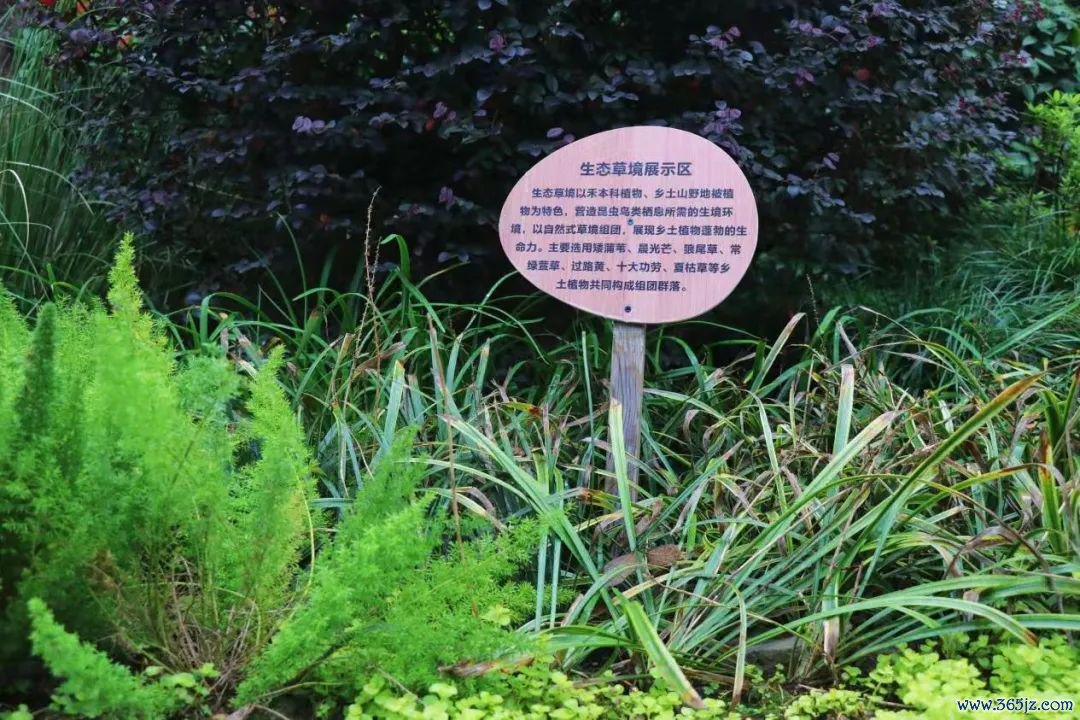 生态草境展示区
生态草境以禾本科植物、乡土山野地被植
物为特色，营造昆虫鸟类栖息所需的生境环
境，以自然式草境组团，展现乡土植物蓬勃的生
命力。主要选用矮蒲苇、晨光芒、狼尾草、常
绿萱草、过路黄、十大功劳、夏枯草等乡
土植物共同构成组团群落。
www.365jz.com